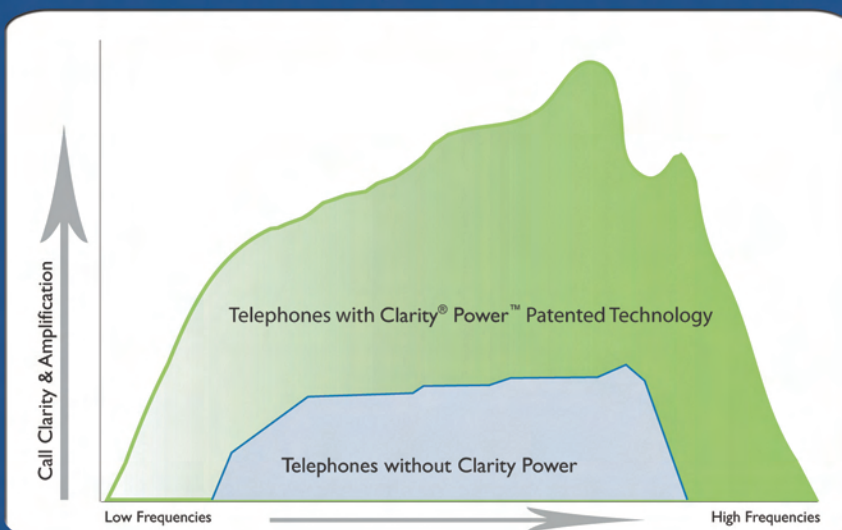 Call Clarity & Amplification
Telephones with Clarity® Power™ Patented Technology
Telephones without Clarity Power
Low Frequencies
High Frequencies